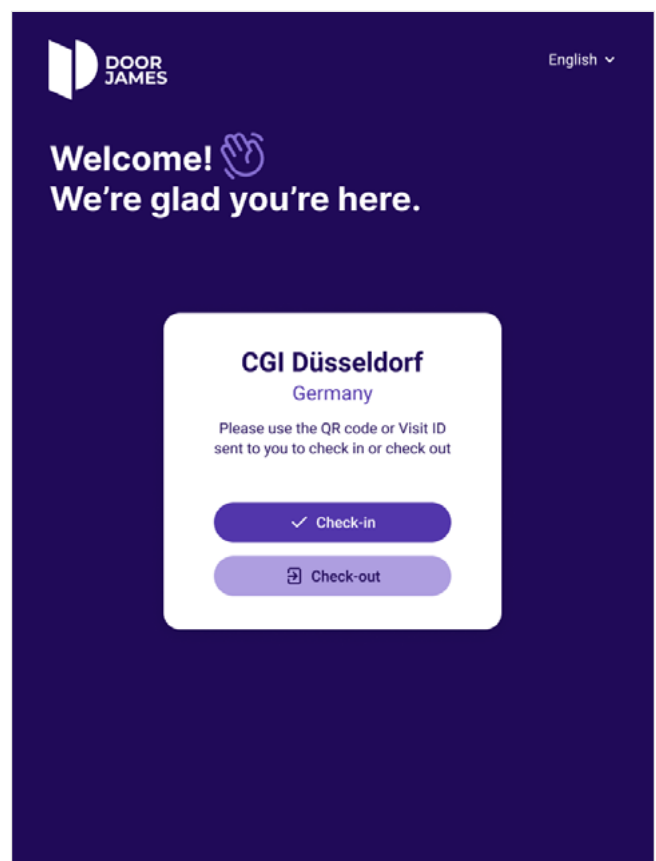 DOOR
JAMES
English
Welcome!
We're glad you're here.
CGI Düsseldorf
Germany
Please use the QR code or Visit ID
sent to you to check in or check out
Check-in
Check-out